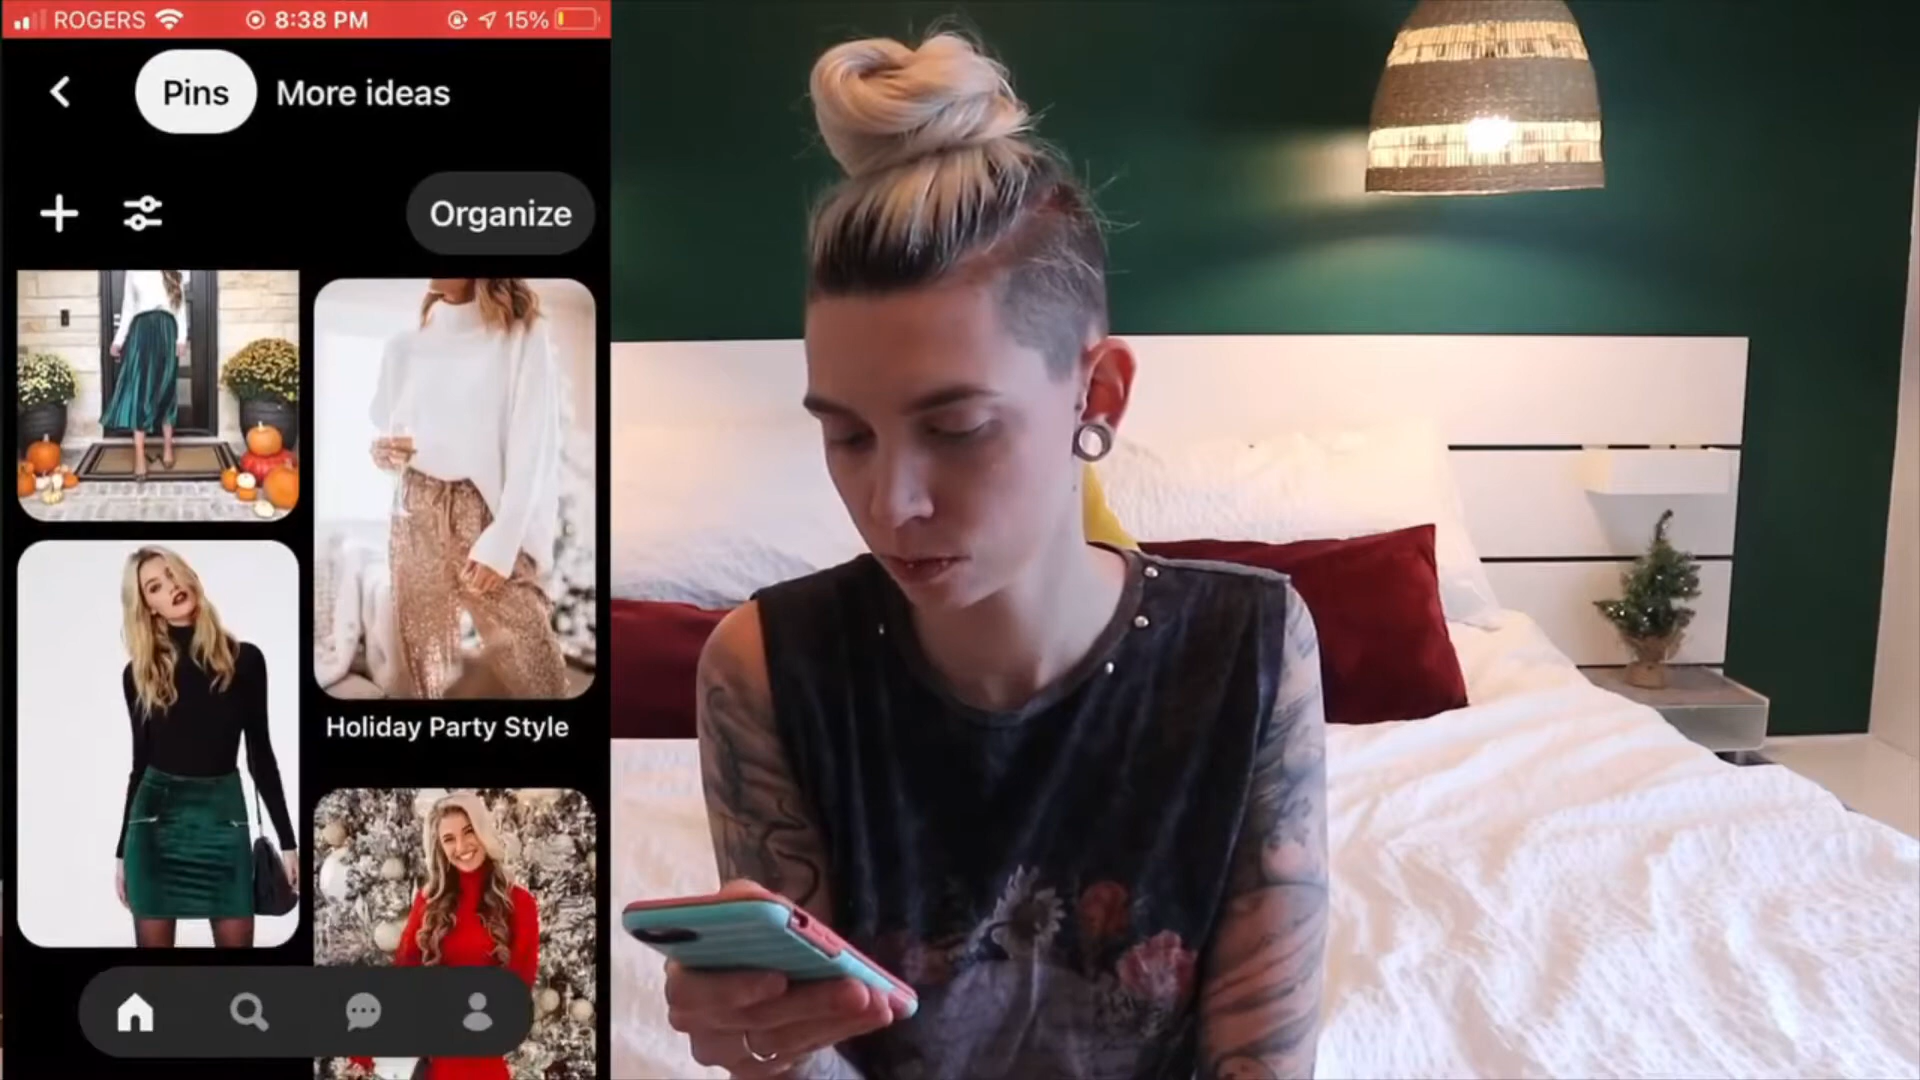 ROGERS 8:38 PM 15%
Pins More ideas
Organize
Holiday Party Style